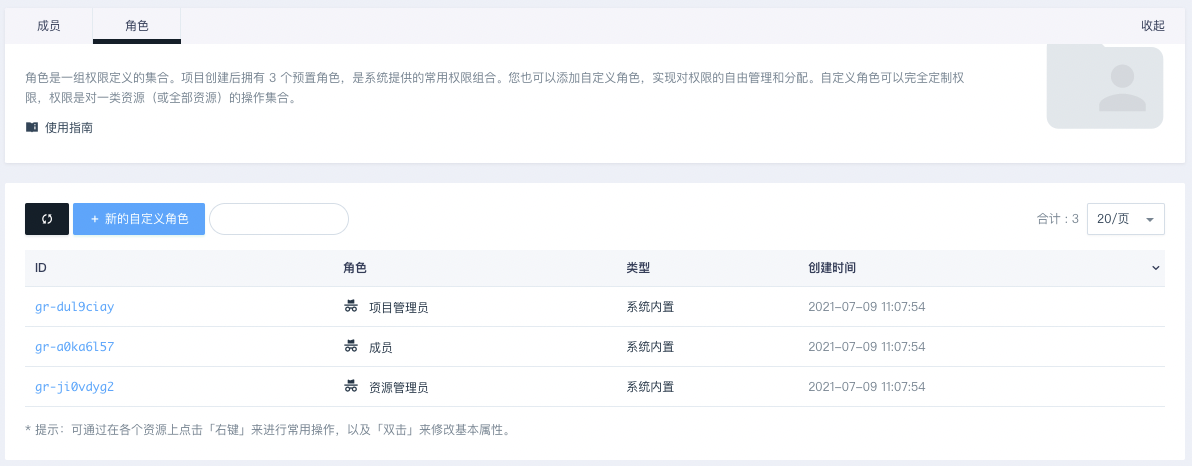 成员 角色 收起
角色是一组权限定义的集合。项目创建后拥有 3 个预置角色，是系统提供的常用权限组合。您也可以添加自定义角色，实现对权限的自由管理和分配。自定义角色可以完全定制权
限，权限是对一类资源（或全部资源）的操作集合。
使用指南
+ 新的自定义角色 合计 : 3 20/页
ID 角色 类型 创建时间
gr-dul9ciay 项目管理员 系统内置 2021-07-09 11:07:54
gr-a0ka6l57 成员 系统内置 2021-07-09 11:07:54
gr-ji0vdyg2 资源管理员 系统内置 2021-07-09 11:07:54
* 提示：可通过在各个资源上点击「右键」来进行常用操作，以及「双击」来修改基本属性。